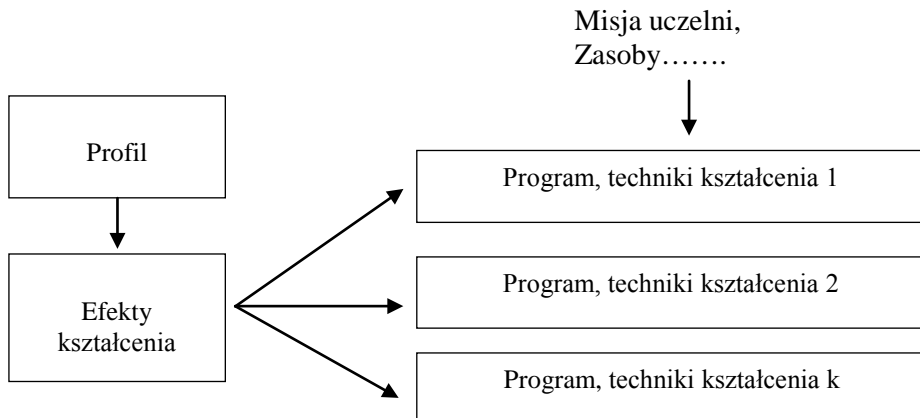 Misja uczelni,
Zasoby…….
Profil
Program, techniki kształcenia 1
Efekty
kształcenia
Program, techniki kształcenia 2
Program, techniki kształcenia k